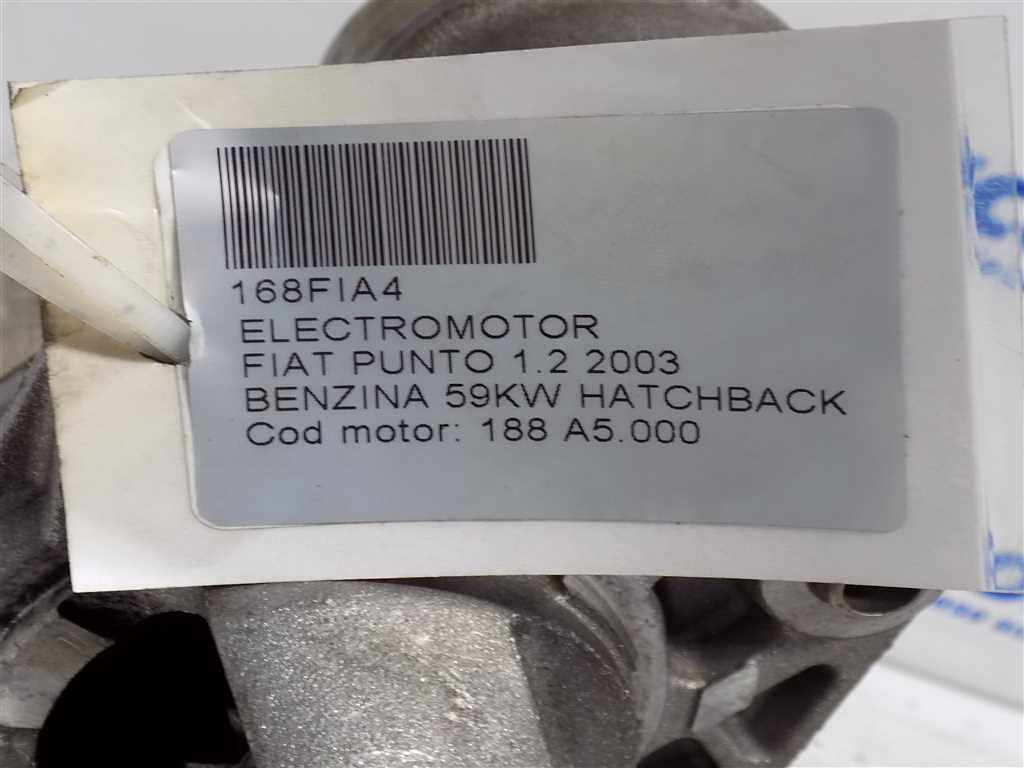 168FIA4
ELECTROMOTOR
FIAT PUNTO 1.2 2003
BENZINA 59KW HATCHBACK
Cod motor: 188 A5.000